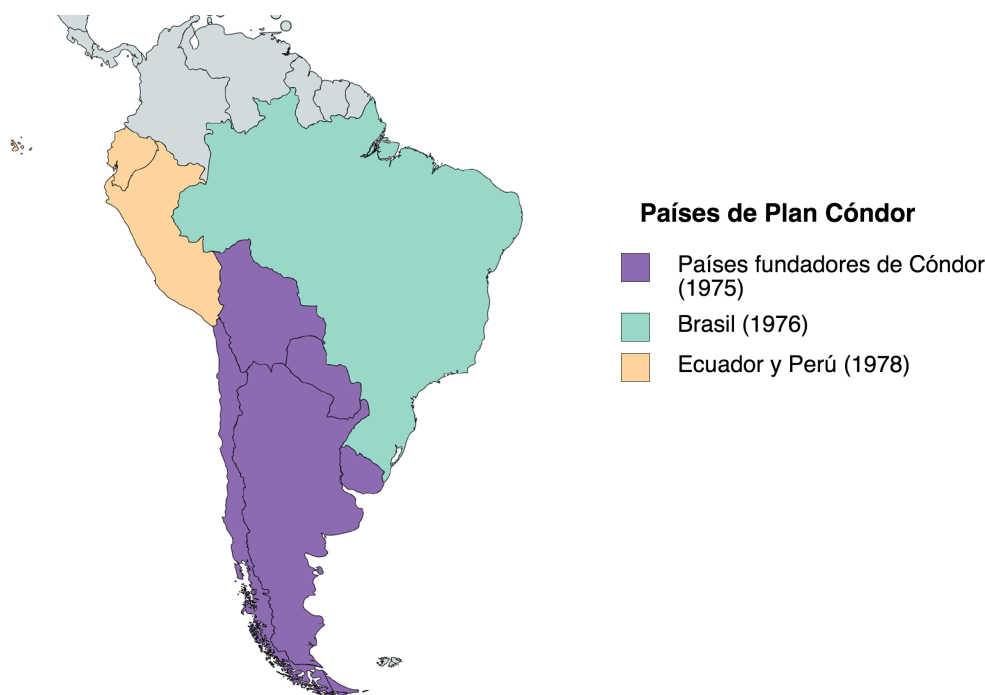 Países de Plan Cóndor
Países fundadores de Cóndor
(1975)
Brasil (1976)
Ecuador y Perú (1978)